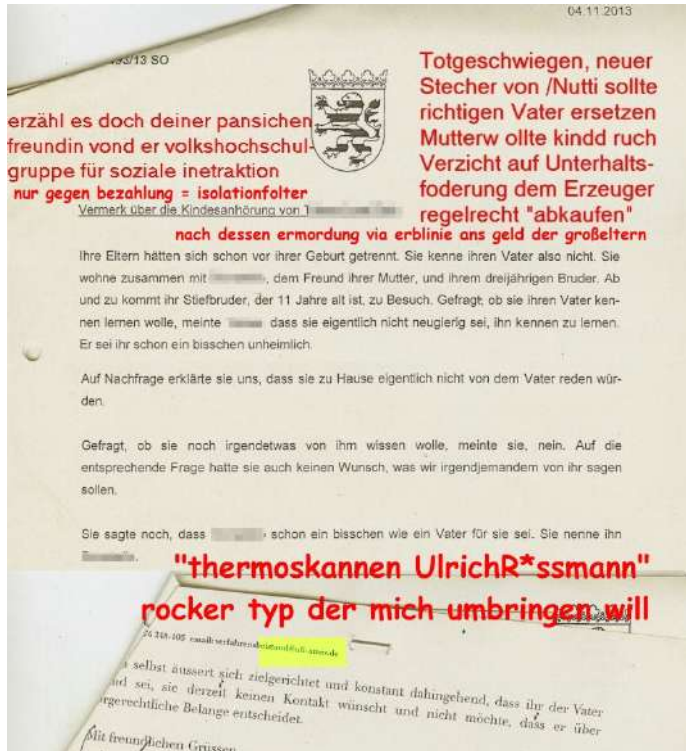 04.11.2013
93/13 SO
Totgeschwiegen, neuer
Stecher von /Nutti sollte
richtigen Vater ersetzen
Mutterw ollte kindd ruch
Verzicht auf Unterhalts-
foderung dem Erzeuger
regelrecht "abkaufen"
erzähl es doch deiner pansichen
freundin vond er volkshochschul-
gruppe für soziale inetraktion
nur gegen bezahlung = isolationfolter
Vermerk über die Kindesanhörung von
nach dessen ermordung via erblinie ans geld der großeltern
Ihre Eltern hätten sich schon vor ihrer Geburt getrennt. Sie kenne ihren Vater also nicht. Sie
wohne zusammen mit , dem Freund ihrer Mutter, und ihrem dreijährigen Bruder. Ab
und zu kommt ihr Stiefbruder, der 11 Jahre alt ist, zu Besuch. Gefragt, ob sie ihren Vater ken-
nen lernen wolle, meinte dass sie eigentlich nicht neugierig sei, ihn kennen zu lernen.
Er sei ihr schon ein bisschen unheimlich.
Auf Nachfrage erklärte sie uns, dass sie zu Hause eigentlich nicht von dem Vater reden wür-
den.
Gefragt, ob sie noch irgendetwas von ihm wissen wolle, meinte sie, nein. Auf die
entsprechende Frage hatte sie auch keinen Wunsch, was wir irgendjemandem von ihr sagen
sollen.
Sie sagte noch, dass schon ein bisschen wie ein Vater für sie sei. Sie nenne ihn
"thermoskannen UlrichR*ssmann"
rocker typ der mich umbringen will
selbst äussert sich zielgerichtet und konstant dahingehend, dass ihr der Vater
sei, sie derzeit keinen Kontakt wünscht und nicht möchte, dass er über
rgerechtliche Belange entscheidet.
Mit freundlichen Grüssen